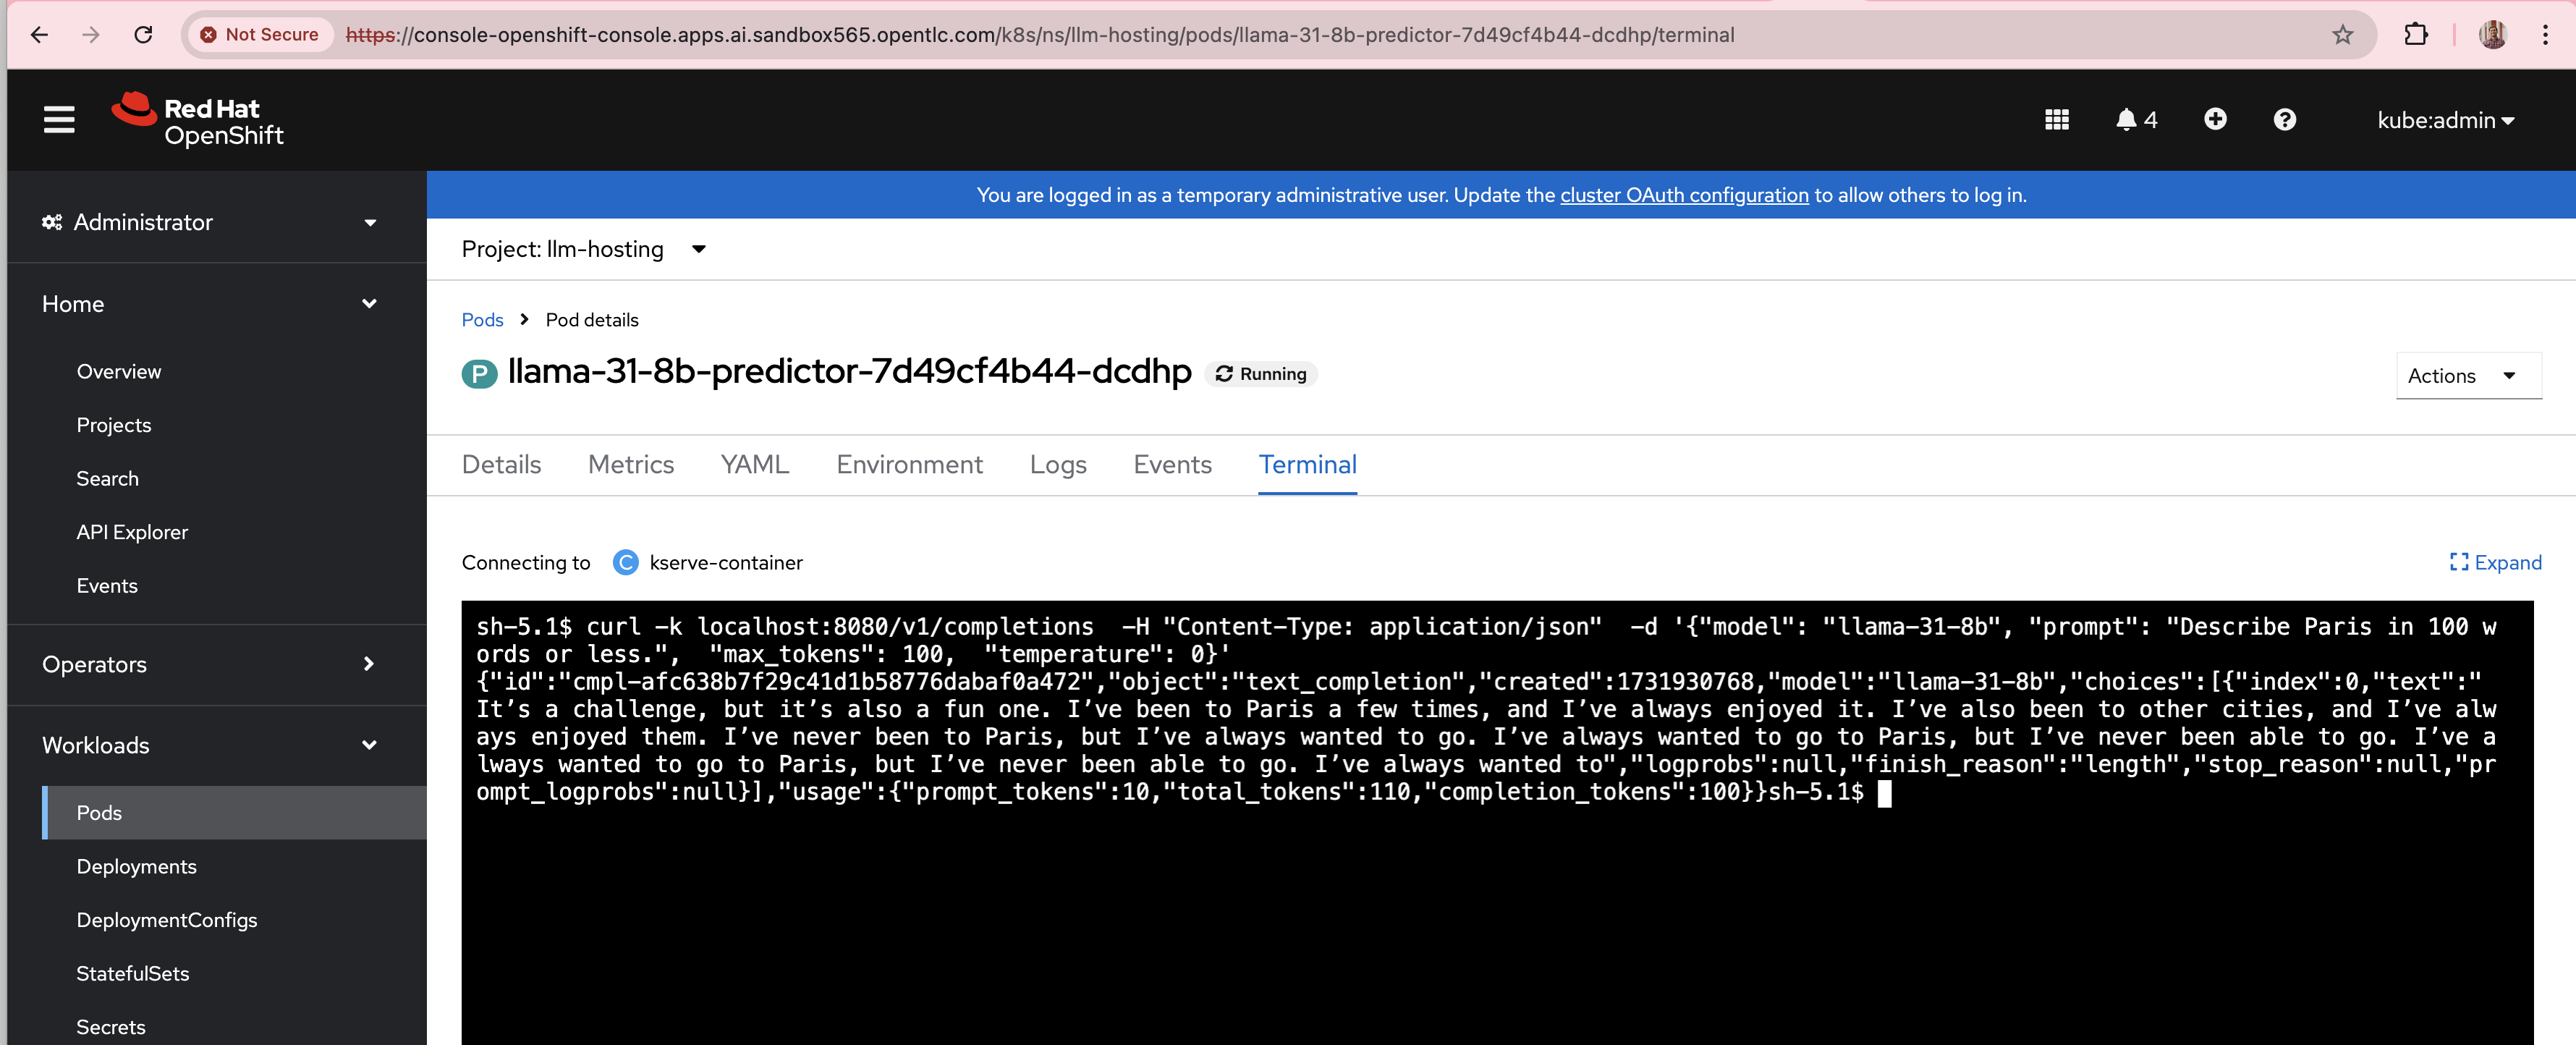 Not Secure https://console-openshift-console.apps.ai.sandbox565.opentlc.com/k8s/ns/llm-hosting/pods/llama-31-8b-predictor-7d49cf4b44-dcdhp/terminal
Red Hat
OpenShift
4
kube:admin
You are logged in as a temporary administrative user. Update the cluster OAuth configuration to allow others to log in.
Administrator
Home
Overview
Projects
Search
API Explorer
Events
Operators
Workloads
Pods
Deployments
DeploymentConfigs
StatefulSets
Secrets
Project: llm-hosting
Pods > Pod details
P llama-31-8b-predictor-7d49cf4b44-dcdhp Running
Actions
Details Metrics YAML Environment Logs Events Terminal
Connecting to C kserve-container
Expand
sh-5.1$ curl -k localhost:8080/v1/completions  -H "Content-Type: application/json"  -d '{"model": "llama-31-8b", "prompt": "Describe Paris in 100 w
ords or less.",  "max_tokens": 100,  "temperature": 0}'
{"id":"cmpl-afc638b7f29c41d1b58776dabaf0a472","object":"text_completion","created":1731930768,"model":"llama-31-8b","choices":[{"index":0,"text":"
It’s a challenge, but it’s also a fun one. I’ve been to Paris a few times, and I’ve always enjoyed it. I’ve also been to other cities, and I’ve alw
ays enjoyed them. I’ve never been to Paris, but I’ve always wanted to go. I’ve always wanted to go to Paris, but I’ve never been able to go. I’ve a
lways wanted to go to Paris, but I’ve never been able to go. I’ve always wanted to","logprobs":null,"finish_reason":"length","stop_reason":null,"pr
ompt_logprobs":null}],"usage":{"prompt_tokens":10,"total_tokens":110,"completion_tokens":100}}sh-5.1$